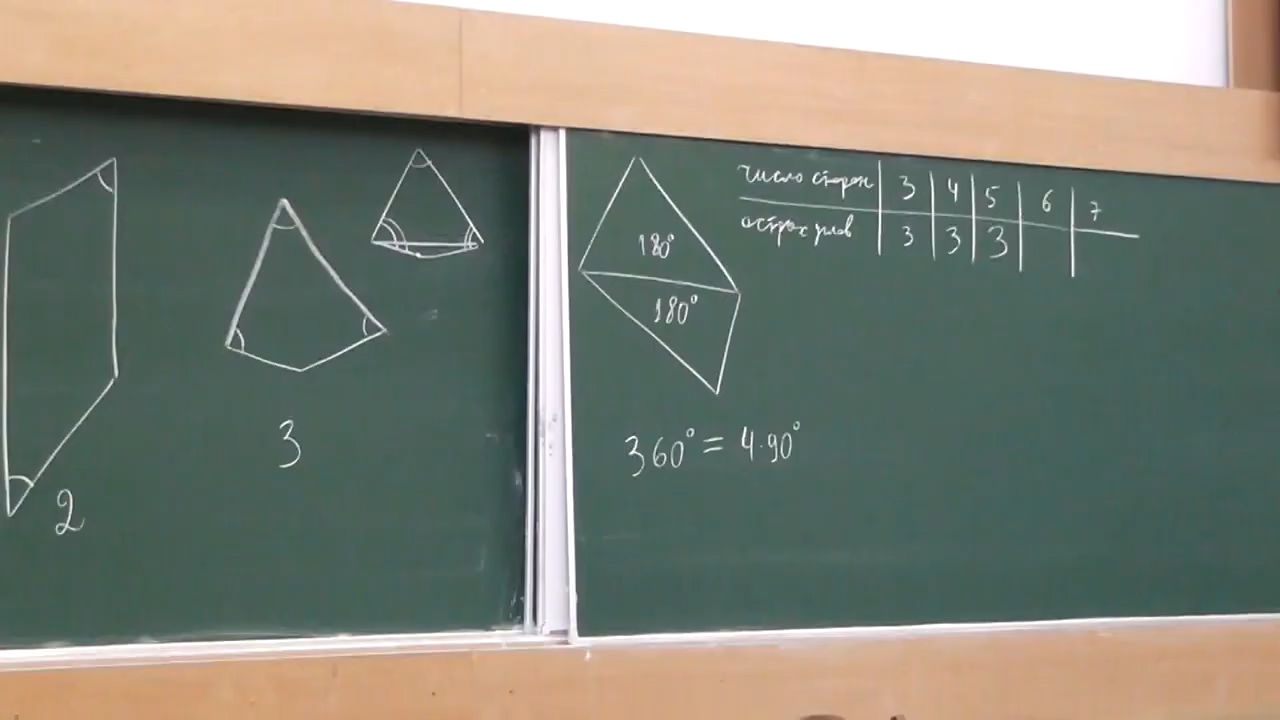 2
3
180°
180°
360° = 4·90°
число сторон 3 4 5 6 7
острых углов 3 3 3